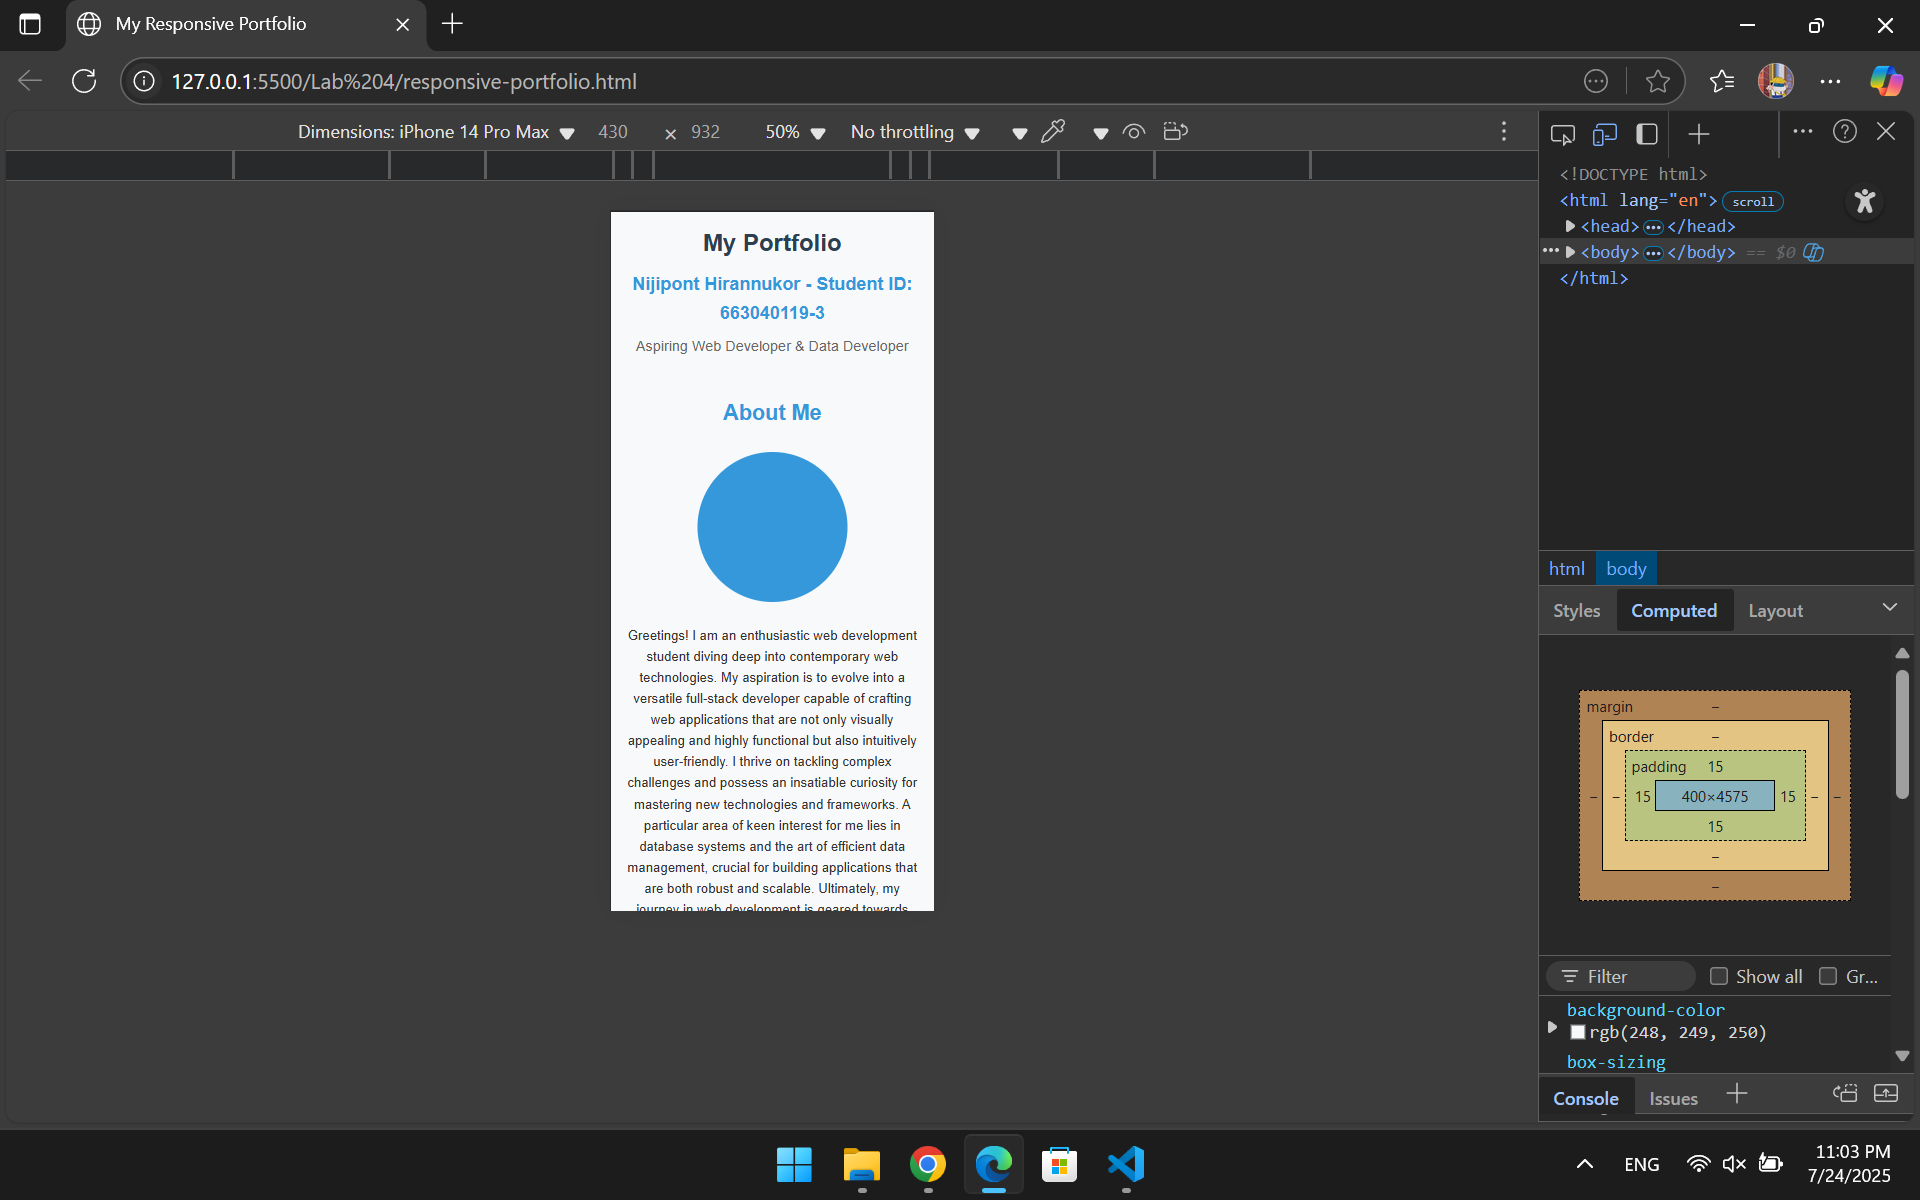 My Responsive Portfolio
127.0.0.1:5500/Lab%204/responsive-portfolio.html
Dimensions: iPhone 14 Pro Max 430 × 932 50% No throttling
<!DOCTYPE html>
<html lang="en"> scroll
<head> ••• </head>
••• <body> ••• </body> == $0
</html>
My Portfolio
Nijipont Hirannukor - Student ID:
663040119-3
Aspiring Web Developer & Data Developer
About Me
Greetings! I am an enthusiastic web development
student diving deep into contemporary web
technologies. My aspiration is to evolve into a
versatile full-stack developer capable of crafting
web applications that are not only visually
appealing and highly functional but also intuitively
user-friendly. I thrive on tackling complex
challenges and possess an insatiable curiosity for
mastering new technologies and frameworks. A
particular area of keen interest for me lies in
database systems and the art of efficient data
management, crucial for building applications that
are both robust and scalable. Ultimately, my
journey in web development is geared towards
html body
Styles Computed Layout
margin –
border –
padding 15
– – 15 400×4575 15 – –
15
–
–
Filter Show all Gr...
background-color
rgb(248, 249, 250)
box-sizing
Console Issues
ENG
11:03 PM
7/24/2025